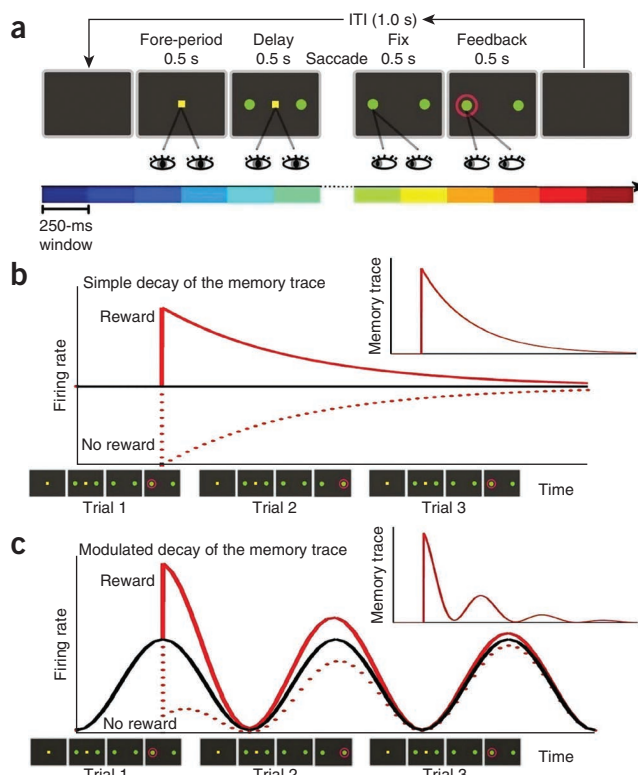 a
ITI (1.0 s)
Fore-period Delay Fix Feedback
0.5 s 0.5 s Saccade 0.5 s 0.5 s
250-ms
window
b
Simple decay of the memory trace
Reward
No reward
Firing rate
Memory trace
Trial 1 Trial 2 Trial 3 Time
c
Modulated decay of the memory trace
Reward
No reward
Firing rate
Memory trace
Trial 1 Trial 2 Trial 3 Time